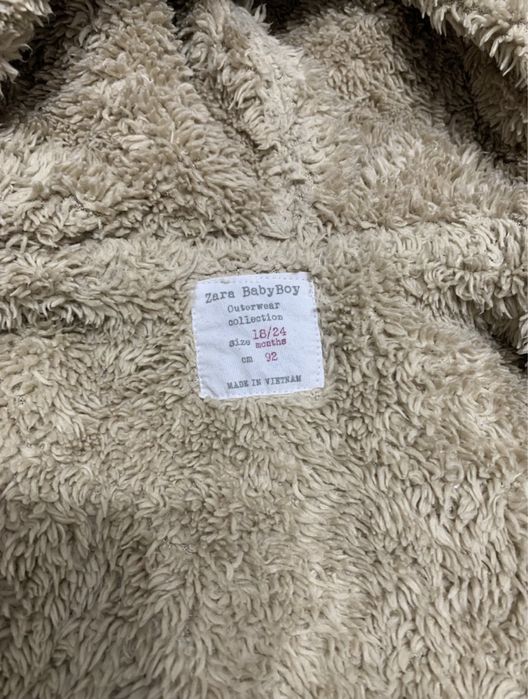 Zara BabyBoy
Outerwear
collection
size 18/24
months
cm 92
MADE IN VIETNAM